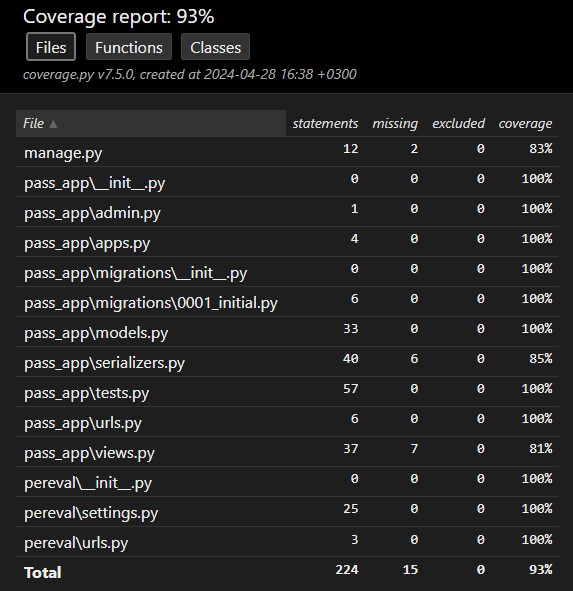 Coverage report: 93%
Files Functions Classes
coverage.py v7.5.0, created at 2024-04-28 16:38 +0300
File ▲ statements missing excluded coverage
manage.py 12 2 0 83%
pass_app\__init__.py 0 0 0 100%
pass_app\admin.py 1 0 0 100%
pass_app\apps.py 4 0 0 100%
pass_app\migrations\__init__.py 0 0 0 100%
pass_app\migrations\0001_initial.py 6 0 0 100%
pass_app\models.py 33 0 0 100%
pass_app\serializers.py 40 6 0 85%
pass_app\tests.py 57 0 0 100%
pass_app\urls.py 6 0 0 100%
pass_app\views.py 37 7 0 81%
pereval\__init__.py 0 0 0 100%
pereval\settings.py 25 0 0 100%
pereval\urls.py 3 0 0 100%
Total 224 15 0 93%